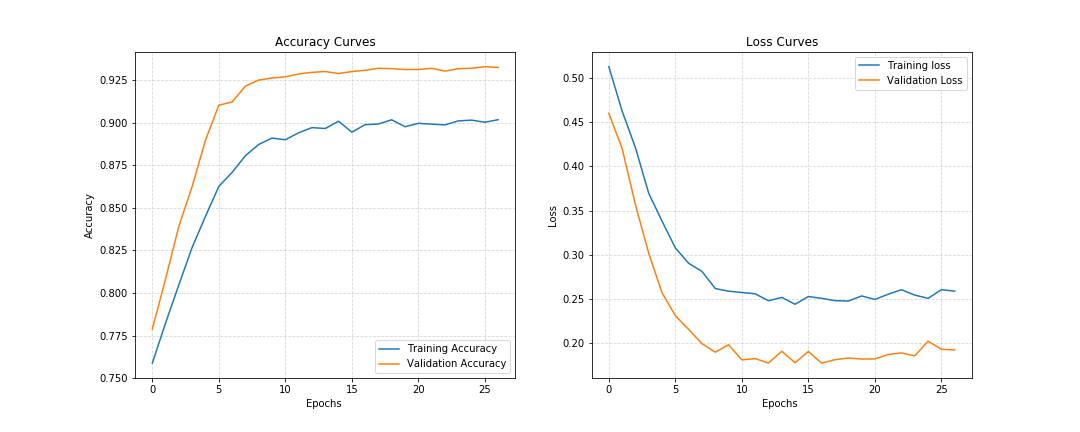 Accuracy Curves
0.925
0.900
0.875
0.850
0.825
0.800
0.775
0.750
Accuracy
0 5 10 15 20 25
Epochs
Training Accuracy
Validation Accuracy
Loss Curves
0.50
0.45
0.40
0.35
0.30
0.25
0.20
Loss
0 5 10 15 20 25
Epochs
Training loss
Validation Loss